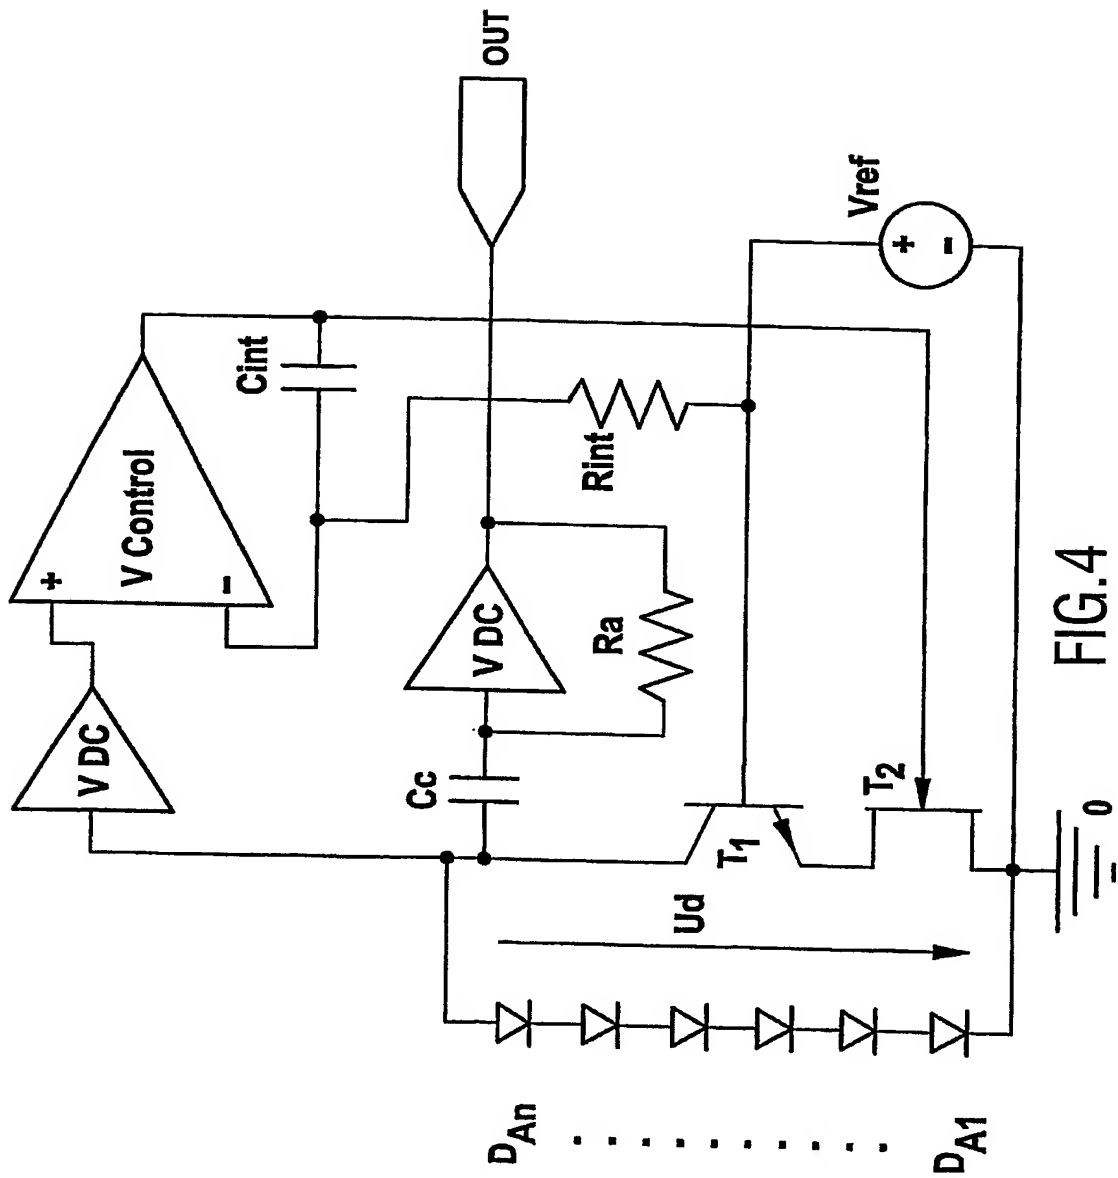 OUT
Vref
+
-
Cint
V Control
+
-
Rint
V DC
Ra
V DC
Cc
T1
T2
Ud
DAn
DA1
0
FIG.4